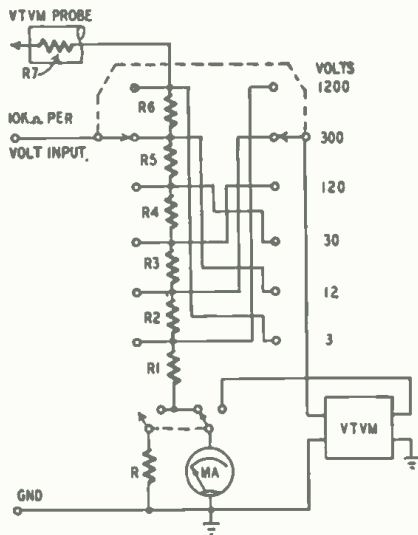 VTVM PROBE
R7
VOLTS
1200
R6
10K Ω PER
VOLT INPUT.
300
R5
120
R4
30
R3
12
R2
3
R1
VTVM
R
MA
GND